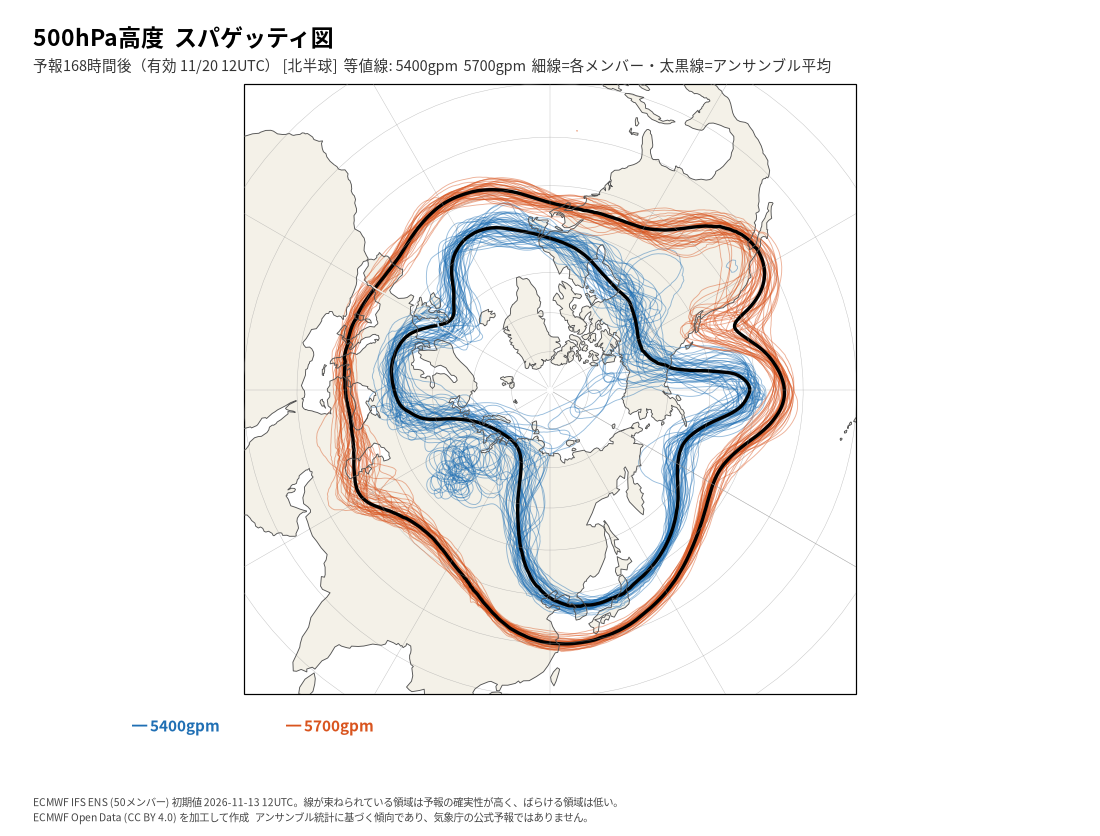 500hPa高度 スパゲッティ図
予報168時間後（有効 11/20 12UTC） [北半球] 等値線: 5400gpm 5700gpm 細線=各メンバー・太黒線=アンサンブル平均
5400gpm 5700gpm
ECMWF IFS ENS (50メンバー) 初期値 2026-11-13 12UTC。線が束ねられている領域は予報の確実性が高く、ばらける領域は低い。
ECMWF Open Data (CC BY 4.0) を加工して作成 アンサンブル統計に基づく傾向であり、気象庁の公式予報ではありません。